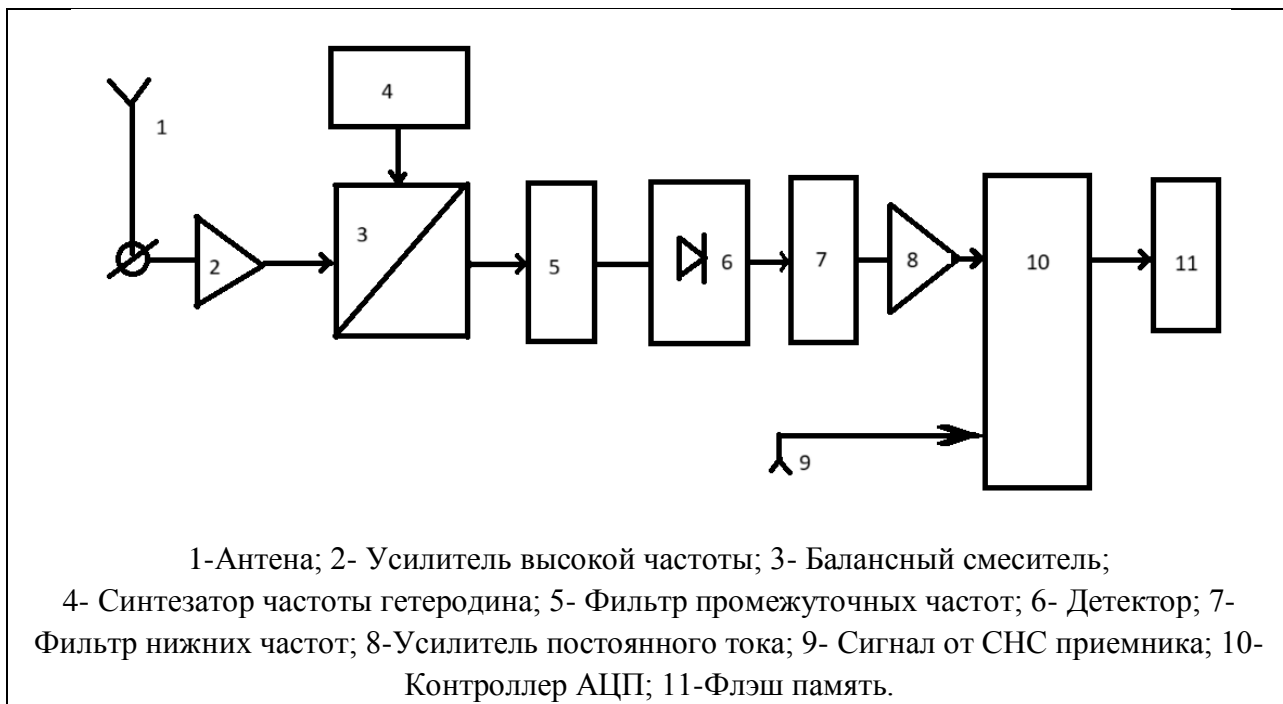 4
1
3
2
5
6
7
8
10
11
9
1-Антена; 2- Усилитель высокой частоты; 3- Балансный смеситель;
4- Синтезатор частоты гетеродина; 5- Фильтр промежуточных частот; 6- Детектор; 7-
Фильтр нижних частот; 8-Усилитель постоянного тока; 9- Сигнал от СНС приемника; 10-
Контроллер АЦП; 11-Флэш память.